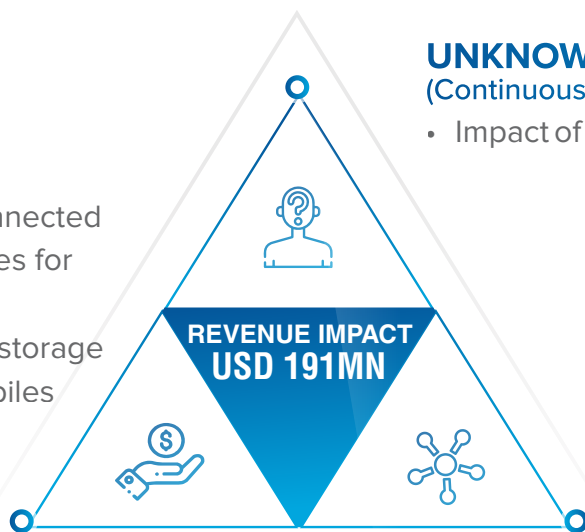 UNKNOW
(Continuous
• Impact of
nnected
es for
storage
biles
REVENUE IMPACT
USD 191MN
?
$